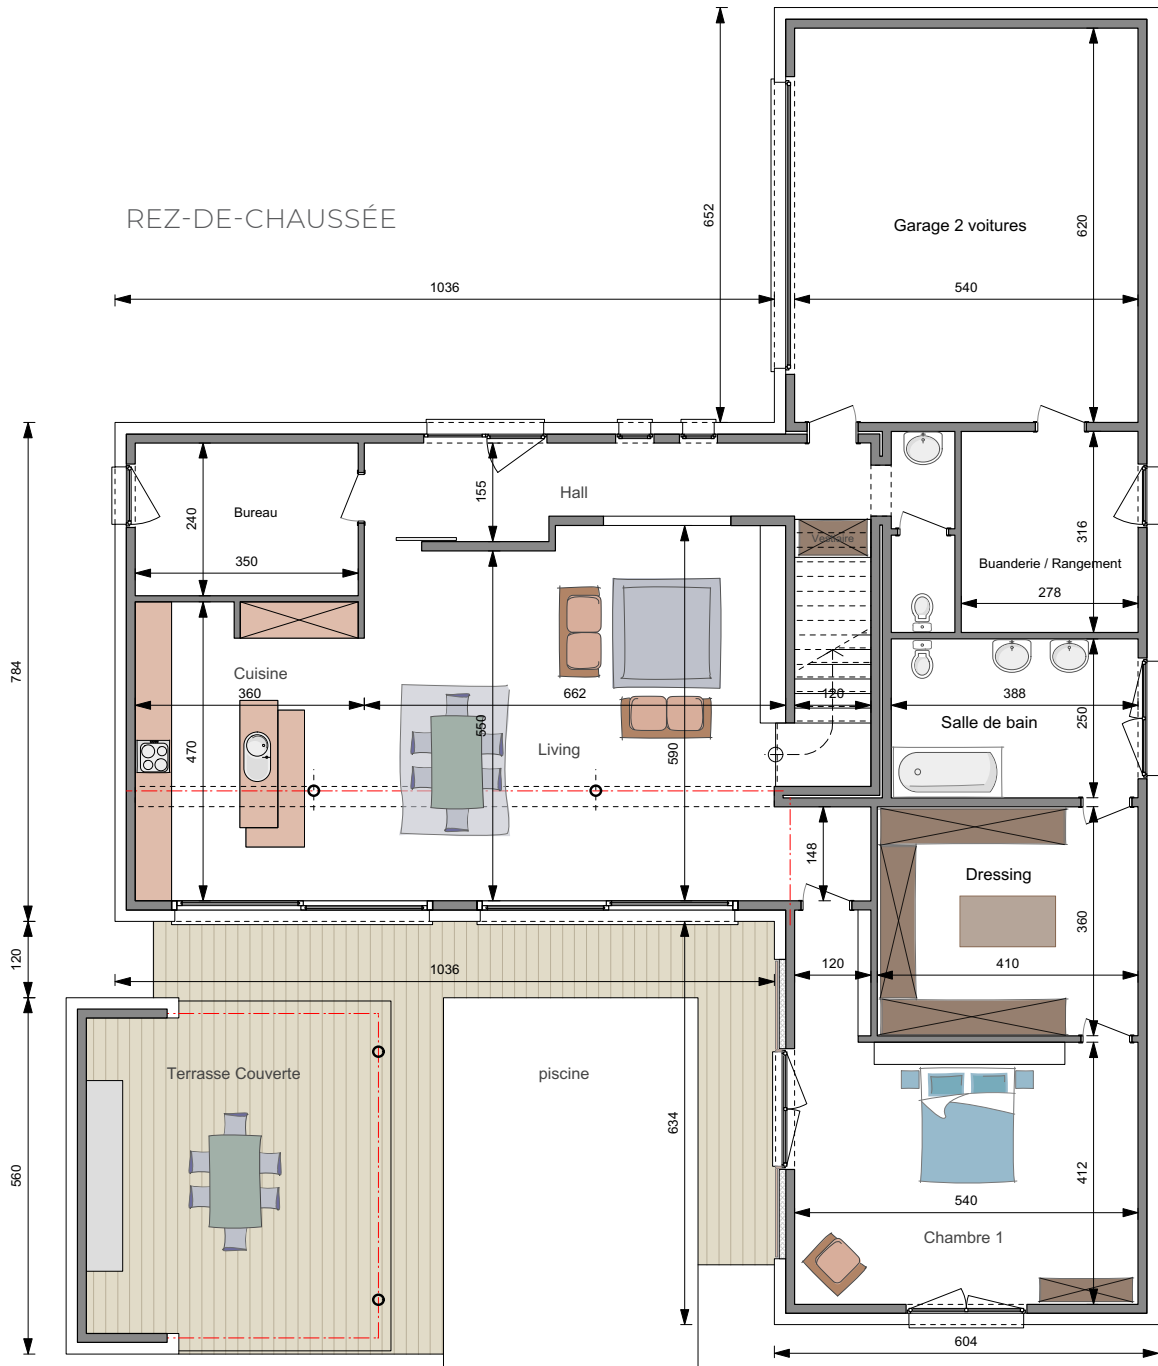 652
REZ-DE-CHAUSSÉE
Garage 2 voitures
620
1036
540
155
Hall
240
Bureau
350
Vestiaire
316
Buanderie / Rangement
278
784
Cuisine
360
662
120
388
Salle de bain
250
550
470
Living
590
148
Dressing
360
120
1036
120
410
Terrasse Couverte
piscine
634
560
412
540
Chambre 1
604